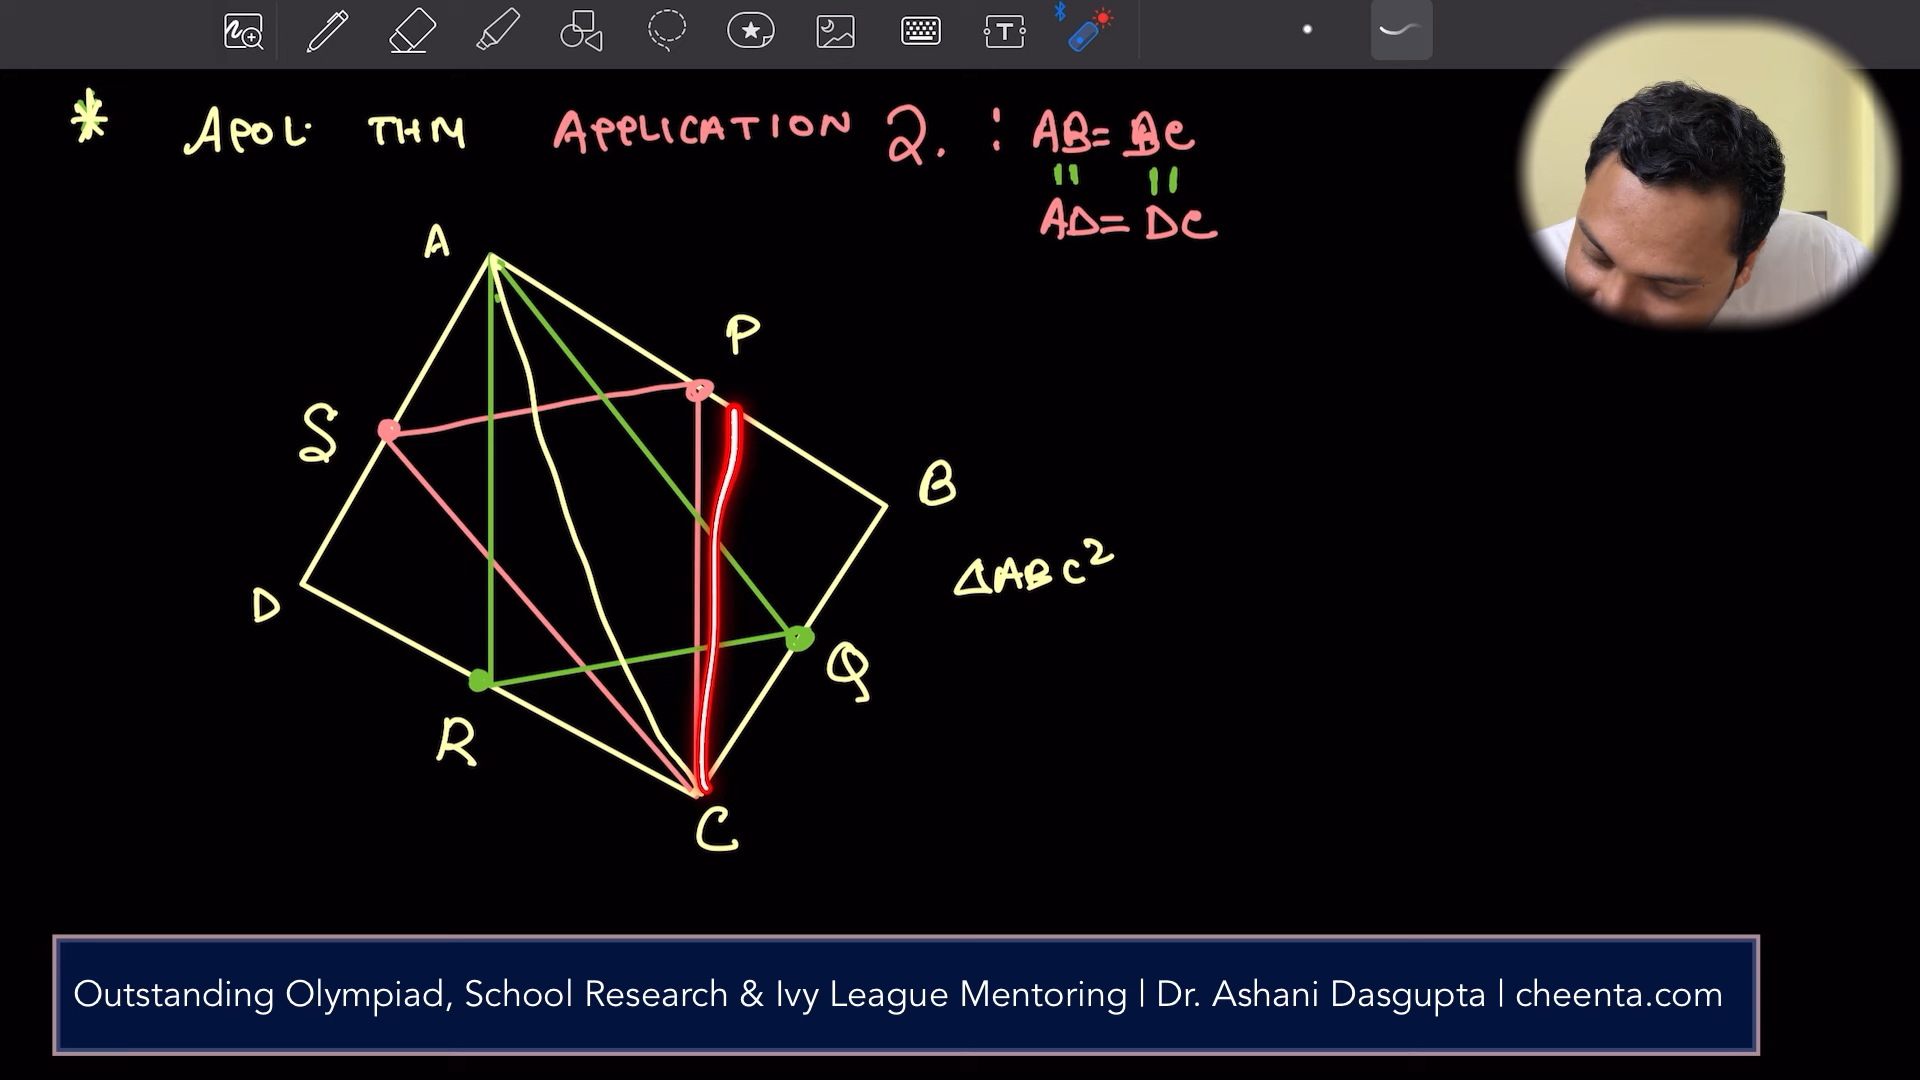 * APOL. THM APPLICATION 2. : AB = BC
|| ||
AD = DC
A
P
S
B
△ABC²
D
Q
R
C
Outstanding Olympiad, School Research & Ivy League Mentoring | Dr. Ashani Dasgupta | cheenta.com